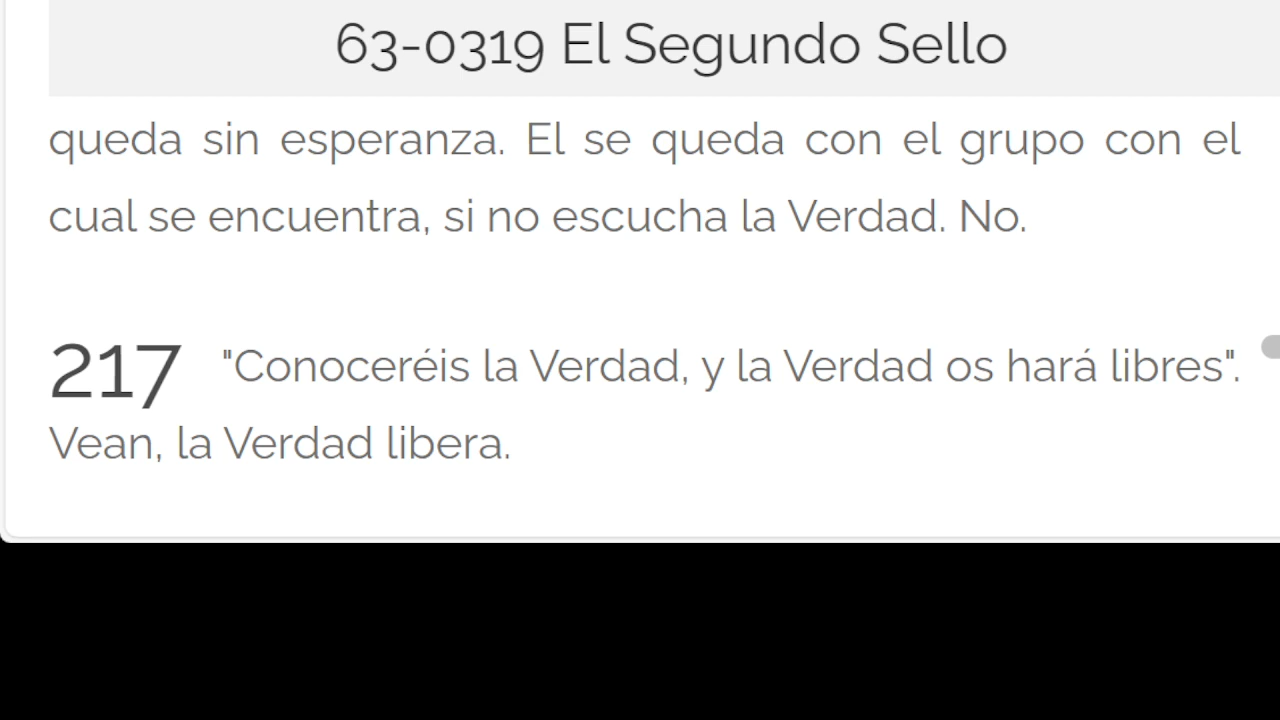 63-0319 El Segundo Sello
queda sin esperanza. El se queda con el grupo con el
cual se encuentra, si no escucha la Verdad. No.
217 "Conoceréis la Verdad, y la Verdad os hará libres".
Vean, la Verdad libera.